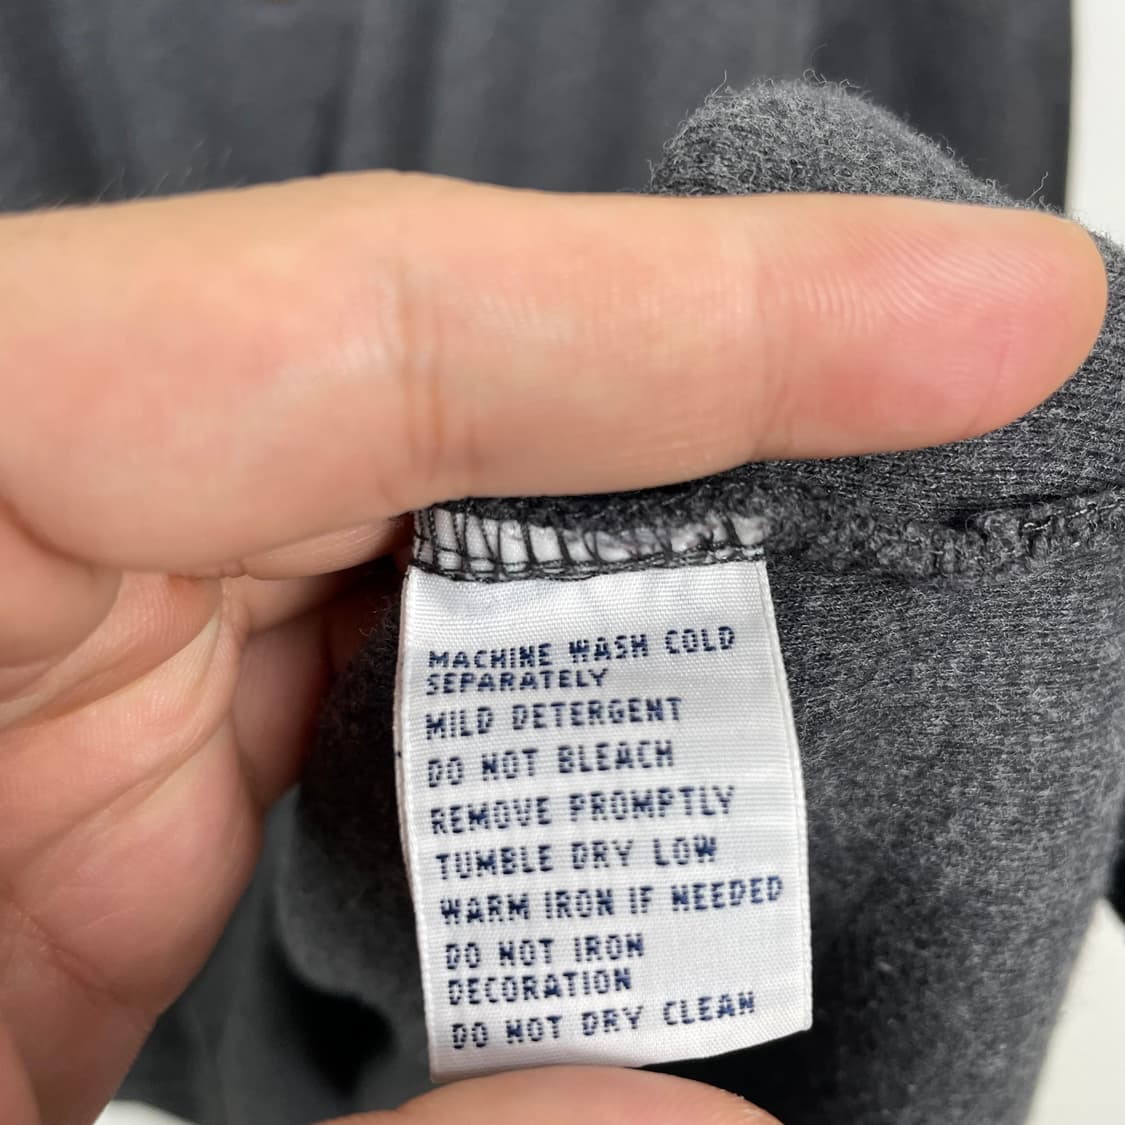 MACHINE WASH COLD
SEPARATELY
MILD DETERGENT
DO NOT BLEACH
REMOVE PROMPTLY
TUMBLE DRY LOW
WARM IRON IF NEEDED
DO NOT IRON
DECORATION
DO NOT DRY CLEAN